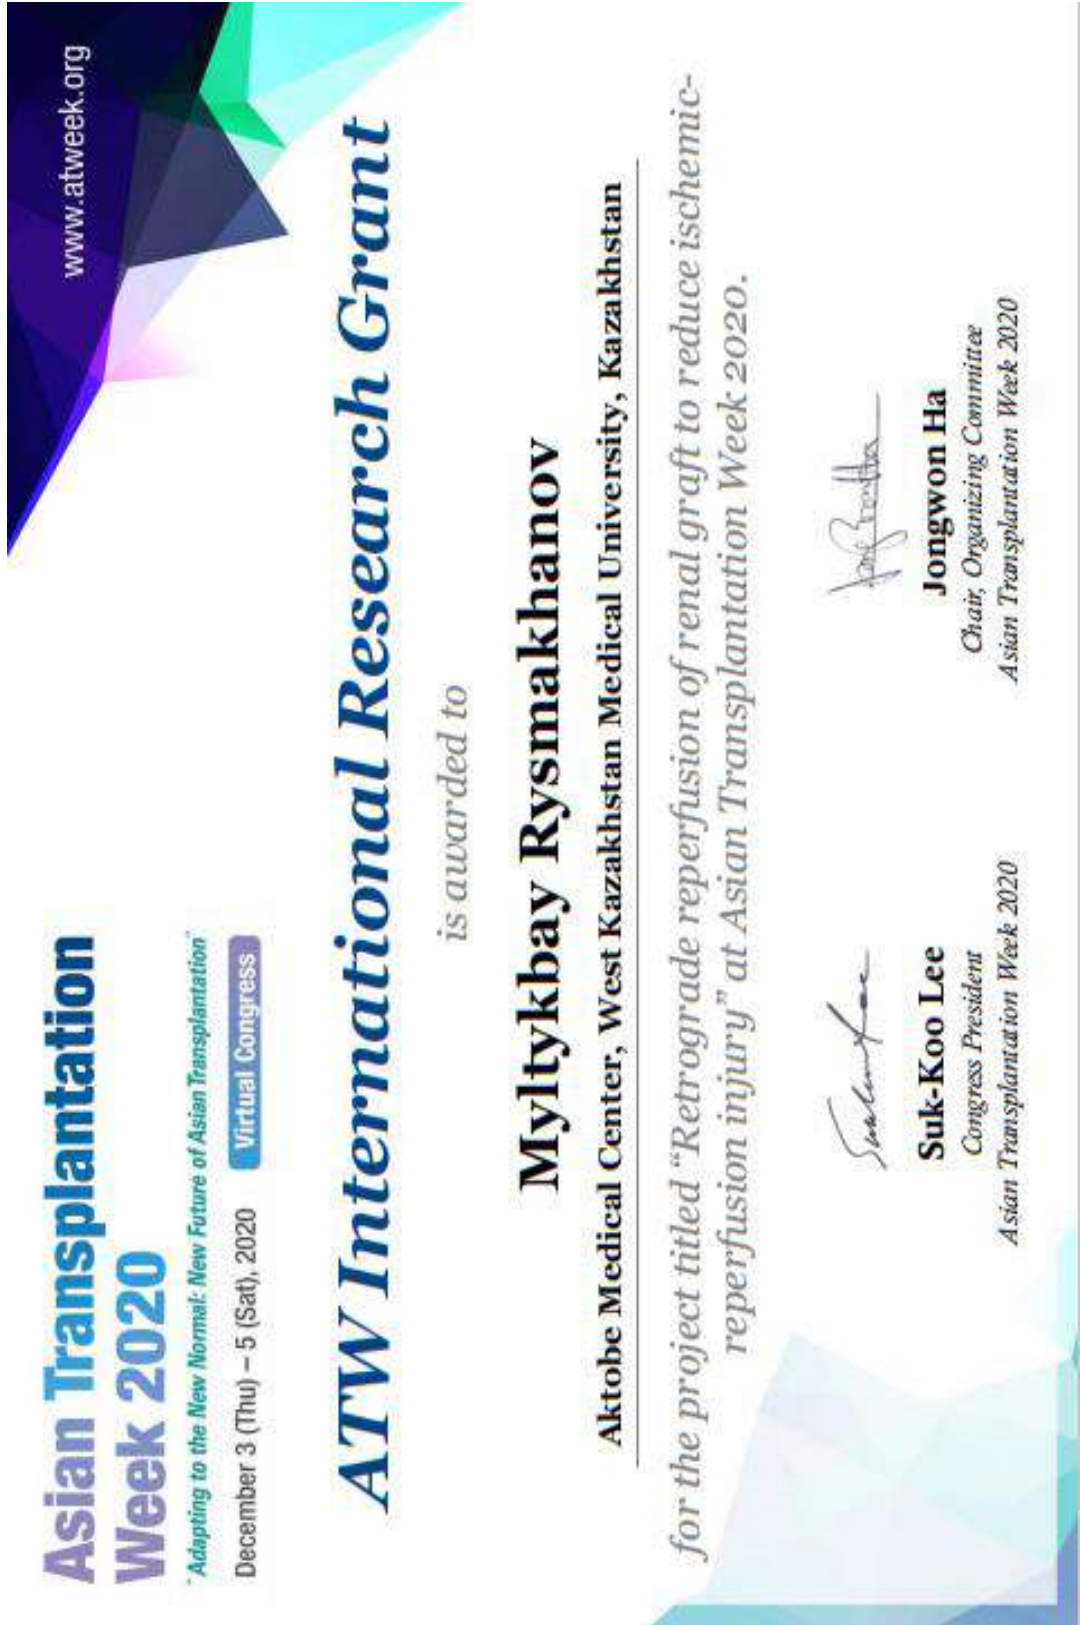 Asian Transplantation
Week 2020
"Adapting to the New Normal: New Future of Asian Transplantation"
December 3 (Thu) – 5 (Sat), 2020 Virtual Congress
www.atweek.org
ATW International Research Grant
is awarded to
Myltykbay Rysmakhanov
Aktobe Medical Center, West Kazakhstan Medical University, Kazakhstan
for the project titled “Retrograde reperfusion of renal graft to reduce ischemic-
reperfusion injury” at Asian Transplantation Week 2020.
Suk-Koo Lee
Congress President
Asian Transplantation Week 2020
Jongwon Ha
Chair, Organizing Committee
Asian Transplantation Week 2020